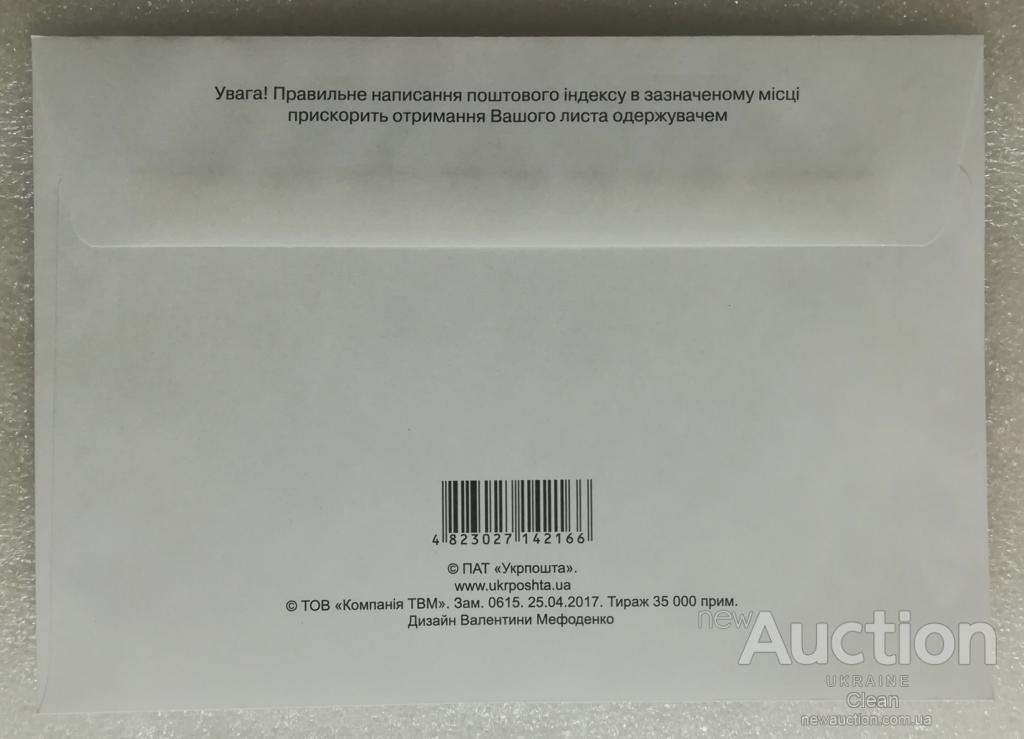 Увага! Правильне написання поштового індексу в зазначеному місці
прискорить отримання Вашого листа одержувачем
4 823027 142166
© ПАТ «Укрпошта».
www.ukrposhta.ua
© ТОВ «Компанія ТВМ». Зам. 0615. 25.04.2017. Тираж 35 000 прим.
Дизайн Валентини Мефоденко
newAuction
UKRAINE
Clean
newauction.com.ua